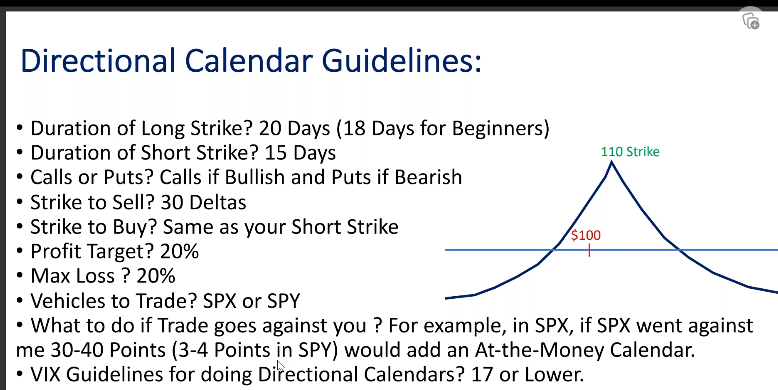 Directional Calendar Guidelines:
• Duration of Long Strike? 20 Days (18 Days for Beginners)
• Duration of Short Strike? 15 Days
110 Strike
• Calls or Puts? Calls if Bullish and Puts if Bearish
• Strike to Sell? 30 Deltas
• Strike to Buy? Same as your Short Strike
$100
• Profit Target? 20%
• Max Loss ? 20%
• Vehicles to Trade? SPX or SPY
• What to do if Trade goes against you ? For example, in SPX, if SPX went against
me 30-40 Points (3-4 Points in SPY) would add an At-the-Money Calendar.
• VIX Guidelines for doing Directional Calendars? 17 or Lower.